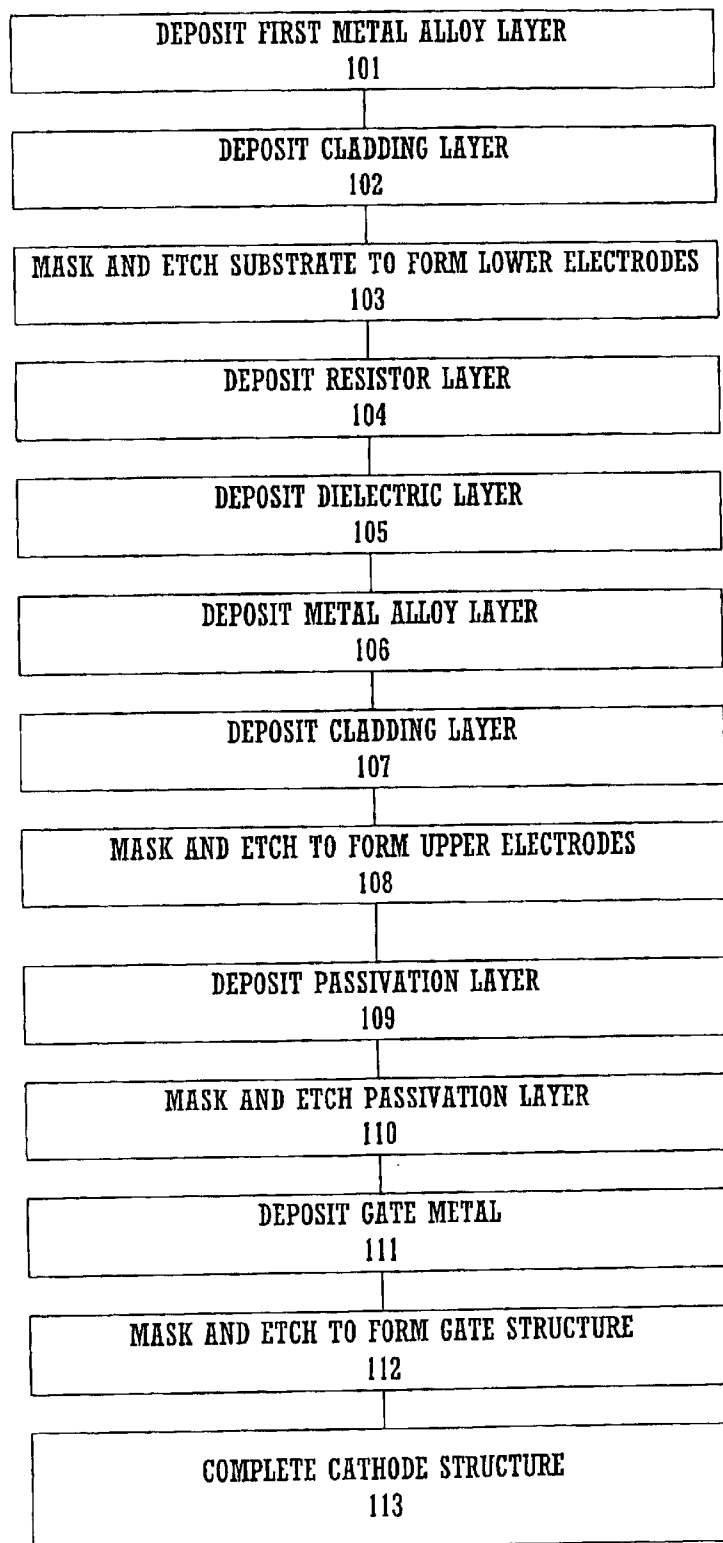 DEPOSIT FIRST METAL ALLOY LAYER
101
DEPOSIT CLADDING LAYER
102
MASK AND ETCH SUBSTRATE TO FORM LOWER ELECTRODES
103
DEPOSIT RESISTOR LAYER
104
DEPOSIT DIELECTRIC LAYER
105
DEPOSIT METAL ALLOY LAYER
106
DEPOSIT CLADDING LAYER
107
MASK AND ETCH TO FORM UPPER ELECTRODES
108
DEPOSIT PASSIVATION LAYER
109
MASK AND ETCH PASSIVATION LAYER
110
DEPOSIT GATE METAL
111
MASK AND ETCH TO FORM GATE STRUCTURE
112
COMPLETE CATHODE STRUCTURE
113